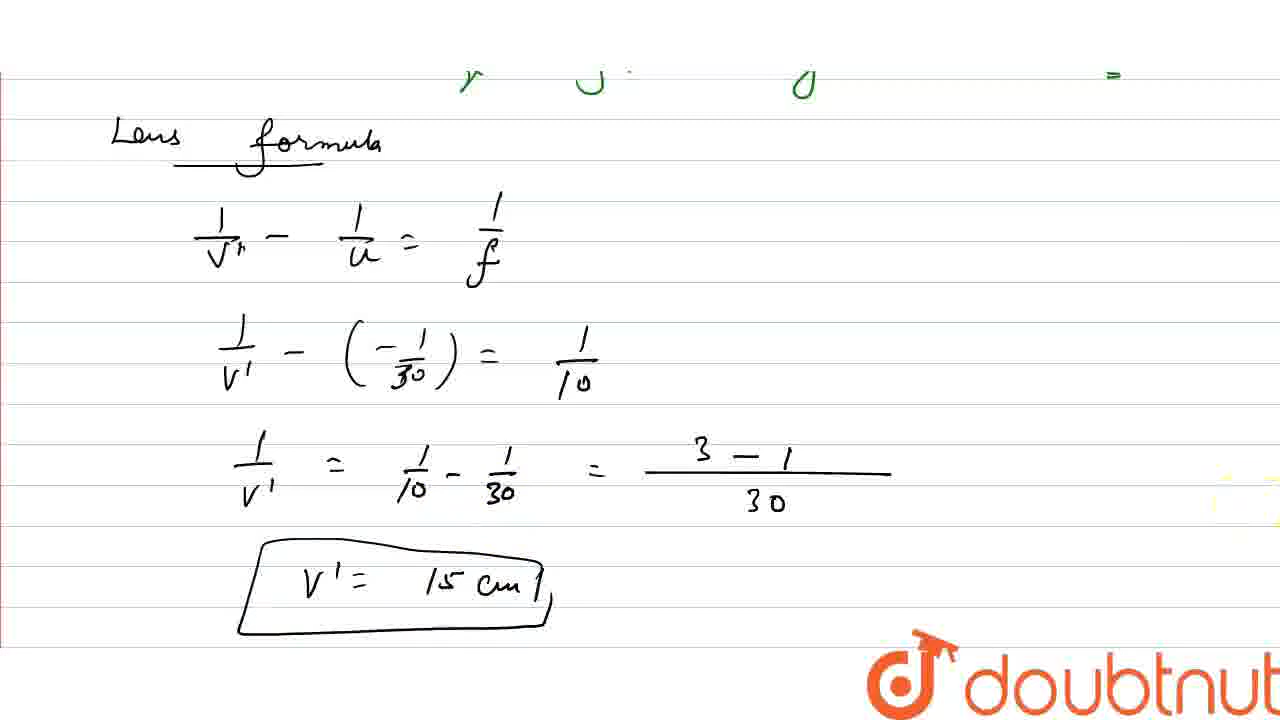 Lens formula
1/v' - 1/u = 1/f
1/v' - (-1/30) = 1/10
1/v' = 1/10 - 1/30 = 3 - 1/30
v' = 15 cm
doubtnut